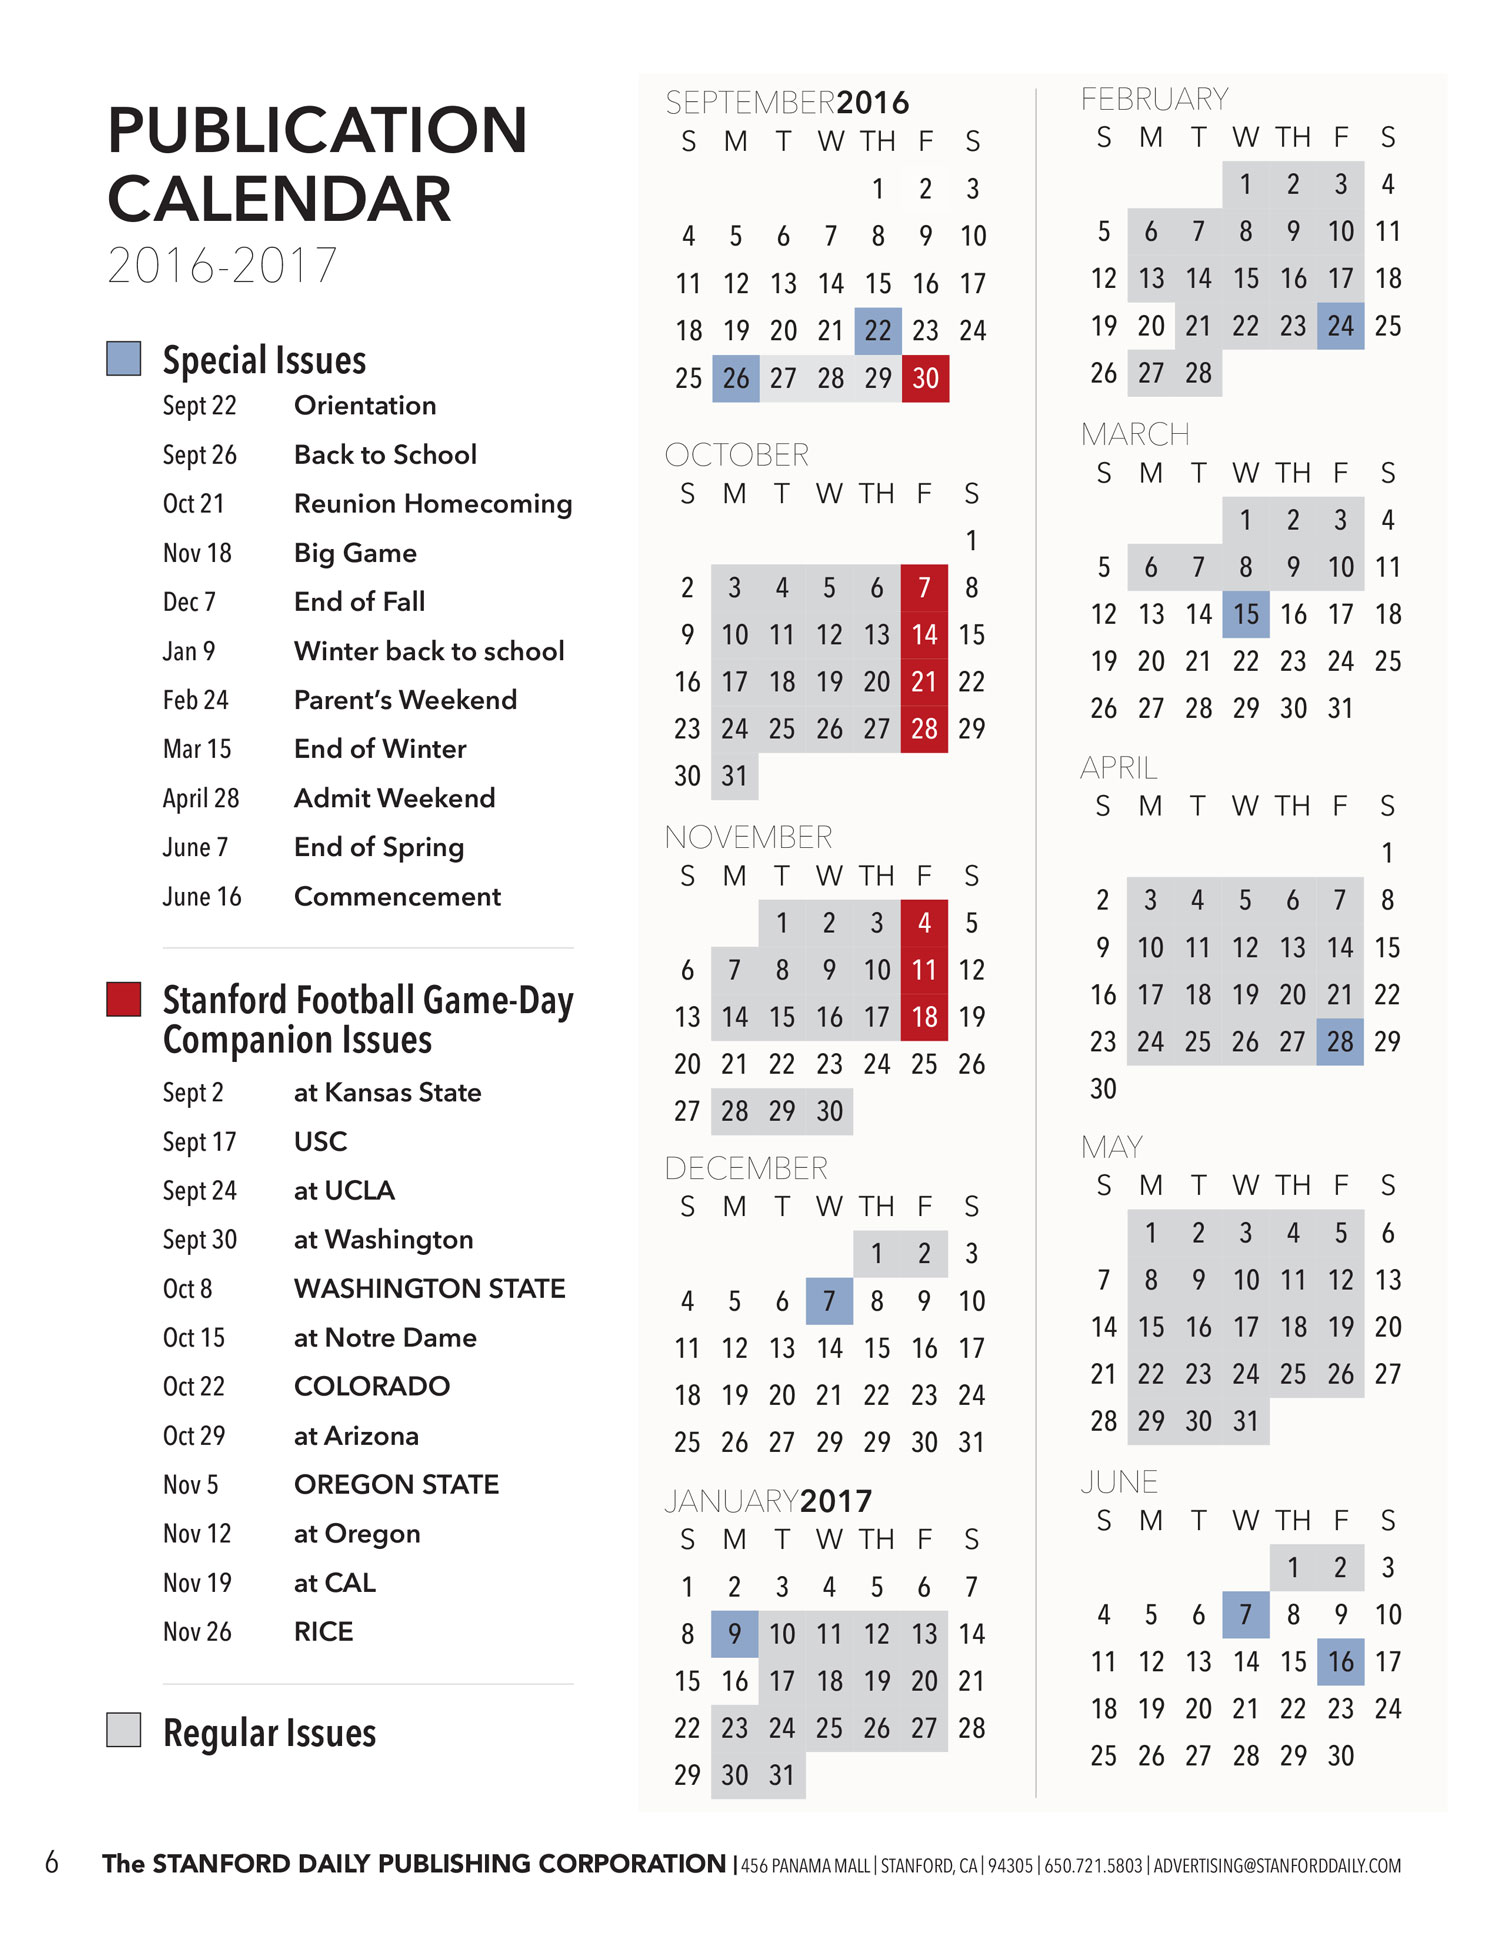 PUBLICATION
CALENDAR
2016-2017
Special Issues
Sept 22 Orientation
Sept 26 Back to School
Oct 21 Reunion Homecoming
Nov 18 Big Game
Dec 7 End of Fall
Jan 9 Winter back to school
Feb 24 Parent’s Weekend
Mar 15 End of Winter
April 28 Admit Weekend
June 7 End of Spring
June 16 Commencement
Stanford Football Game-Day
Companion Issues
Sept 2 at Kansas State
Sept 17 USC
Sept 24 at UCLA
Sept 30 at Washington
Oct 8 WASHINGTON STATE
Oct 15 at Notre Dame
Oct 22 COLORADO
Oct 29 at Arizona
Nov 5 OREGON STATE
Nov 12 at Oregon
Nov 19 at CAL
Nov 26 RICE
Regular Issues
SEPTEMBER2016
S M T W TH F S
1 2 3
4 5 6 7 8 9 10
11 12 13 14 15 16 17
18 19 20 21 22 23 24
25 26 27 28 29 30
OCTOBER
S M T W TH F S
1
2 3 4 5 6 7 8
9 10 11 12 13 14 15
16 17 18 19 20 21 22
23 24 25 26 27 28 29
30 31
NOVEMBER
S M T W TH F S
1 2 3 4 5
6 7 8 9 10 11 12
13 14 15 16 17 18 19
20 21 22 23 24 25 26
27 28 29 30
DECEMBER
S M T W TH F S
1 2 3
4 5 6 7 8 9 10
11 12 13 14 15 16 17
18 19 20 21 22 23 24
25 26 27 29 29 30 31
JANUARY2017
S M T W TH F S
1 2 3 4 5 6 7
8 9 10 11 12 13 14
15 16 17 18 19 20 21
22 23 24 25 26 27 28
29 30 31
FEBRUARY
S M T W TH F S
1 2 3 4
5 6 7 8 9 10 11
12 13 14 15 16 17 18
19 20 21 22 23 24 25
26 27 28
MARCH
S M T W TH F S
1 2 3 4
5 6 7 8 9 10 11
12 13 14 15 16 17 18
19 20 21 22 23 24 25
26 27 28 29 30 31
APRIL
S M T W TH F S
1
2 3 4 5 6 7 8
9 10 11 12 13 14 15
16 17 18 19 20 21 22
23 24 25 26 27 28 29
30
MAY
S M T W TH F S
1 2 3 4 5 6
7 8 9 10 11 12 13
14 15 16 17 18 19 20
21 22 23 24 25 26 27
28 29 30 31
JUNE
S M T W TH F S
1 2 3
4 5 6 7 8 9 10
11 12 13 14 15 16 17
18 19 20 21 22 23 24
25 26 27 28 29 30
6 The STANFORD DAILY PUBLISHING CORPORATION | 456 PANAMA MALL | STANFORD, CA | 94305 | 650.721.5803 | ADVERTISING@STANFORDDAILY.COM